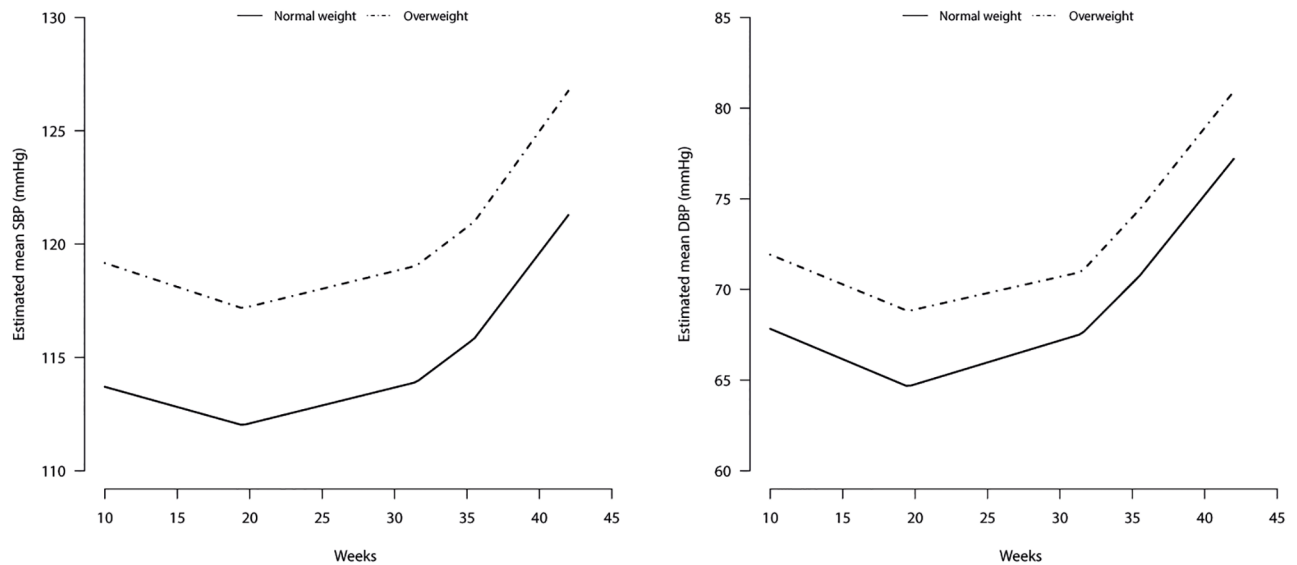 Normal weight Overweight
130
125
120
115
110
Estimated mean SBP (mmHg)
10 15 20 25 30 35 40 45
Weeks
Normal weight Overweight
85
80
75
70
65
60
Estimated mean DBP (mmHg)
10 15 20 25 30 35 40 45
Weeks